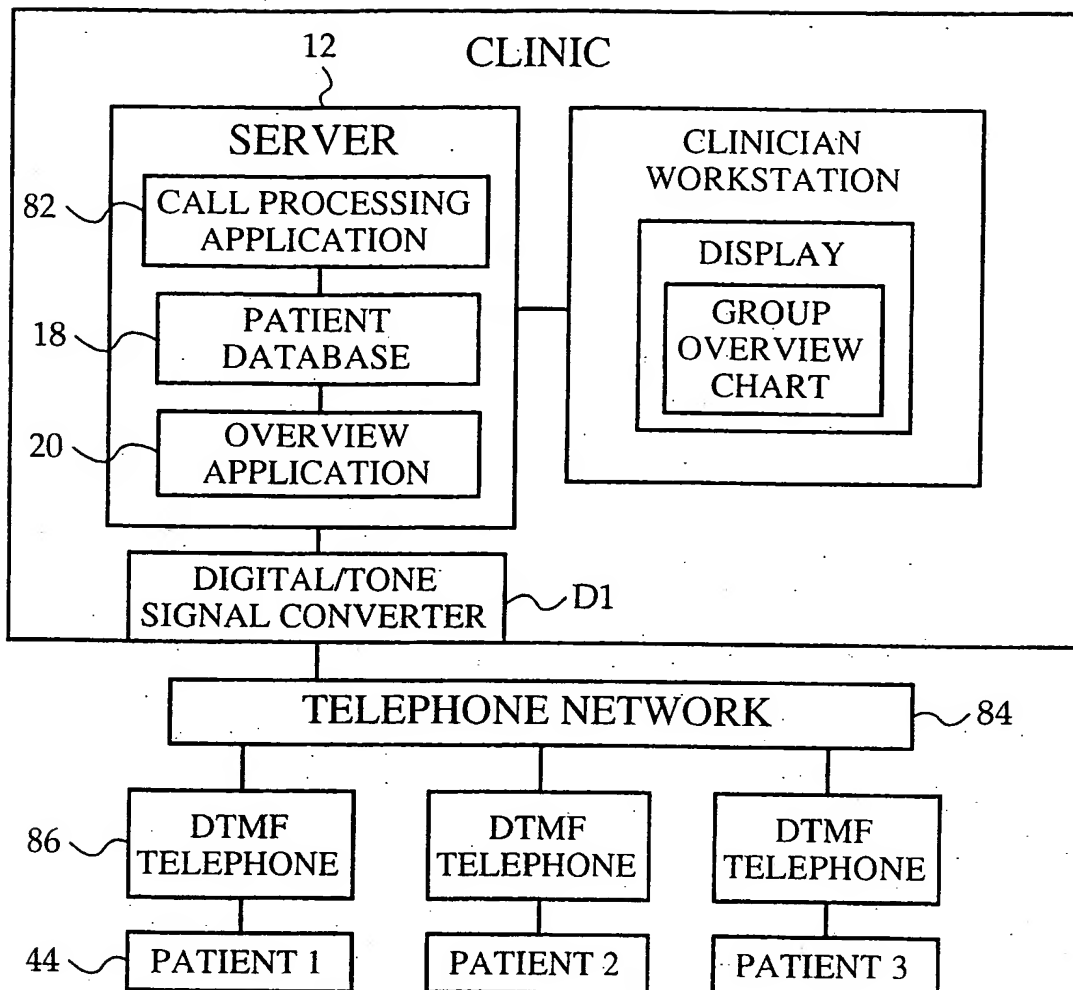 CLINIC
12
SERVER
82
CALL PROCESSING
APPLICATION
18
PATIENT
DATABASE
20
OVERVIEW
APPLICATION
CLINICIAN
WORKSTATION
DISPLAY
GROUP
OVERVIEW
CHART
DIGITAL/TONE
SIGNAL CONVERTER
D1
TELEPHONE NETWORK
84
86
DTMF
TELEPHONE
DTMF
TELEPHONE
DTMF
TELEPHONE
44
PATIENT 1
PATIENT 2
PATIENT 3